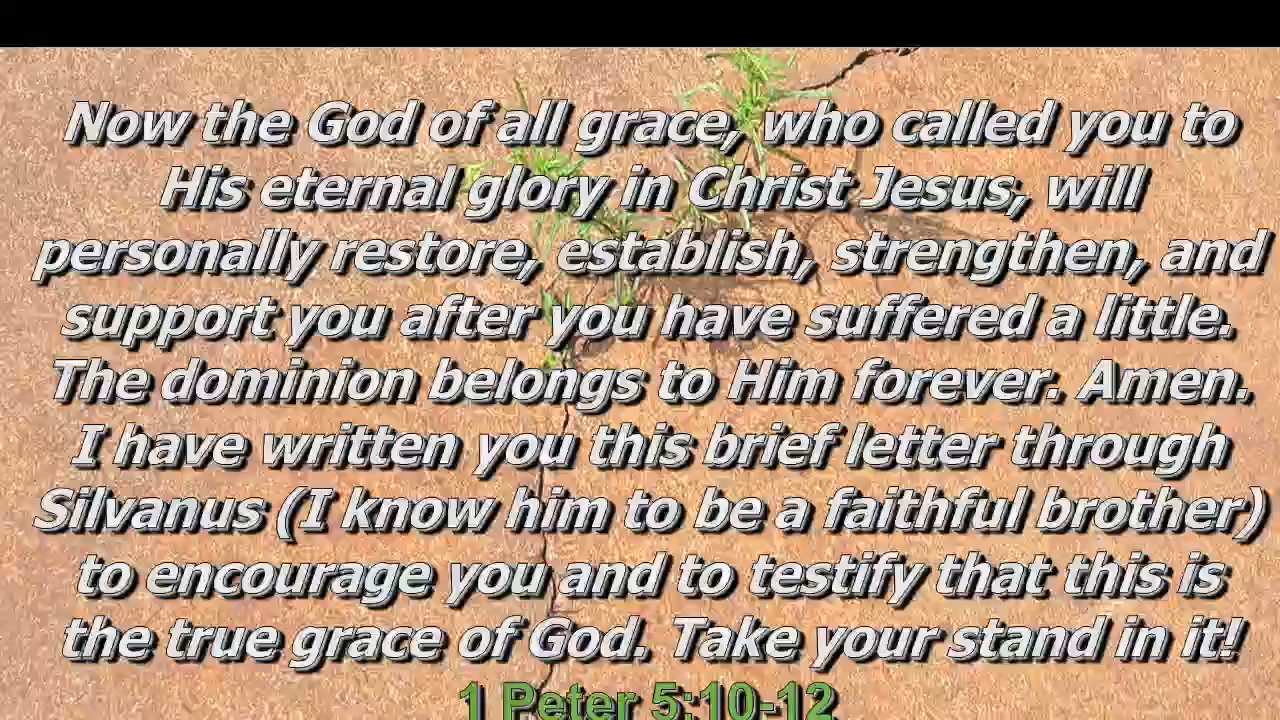 Now the God of all grace, who called you to
His eternal glory in Christ Jesus, will
personally restore, establish, strengthen, and
support you after you have suffered a little.
The dominion belongs to Him forever. Amen.
I have written you this brief letter through
Silvanus (I know him to be a faithful brother)
to encourage you and to testify that this is
the true grace of God. Take your stand in it!
1 Peter 5:10-12